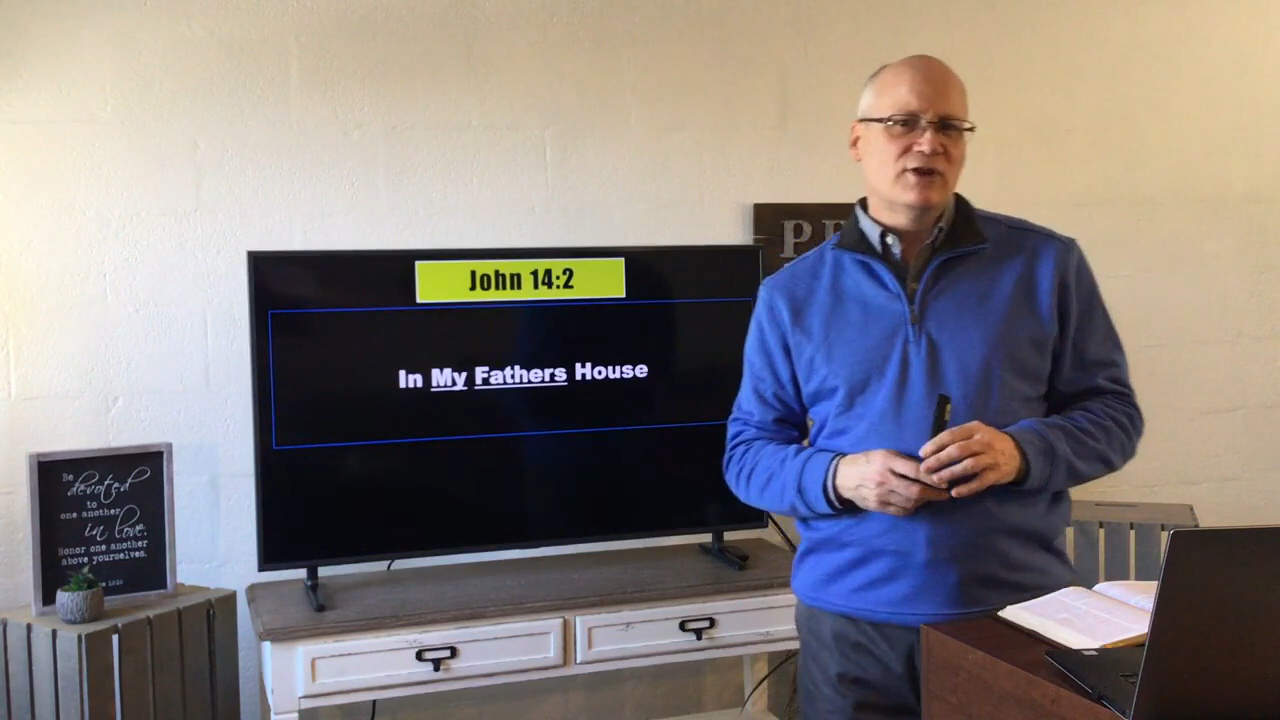 John 14:2
In My Fathers House
Be
devoted
to
one another
in love.
Honor one another
above yourselves.